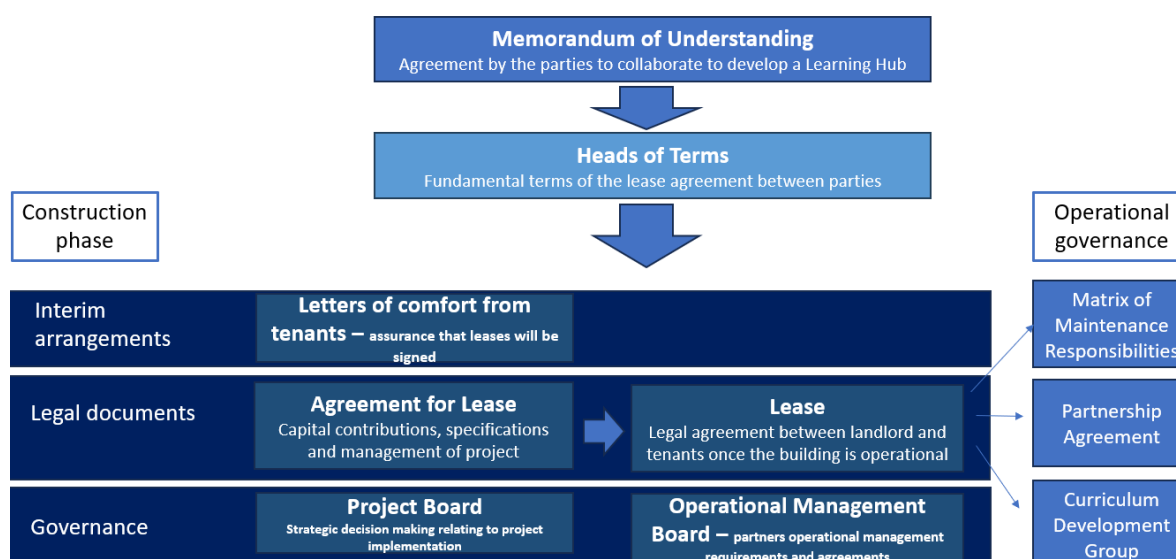 Memorandum of Understanding
Agreement by the parties to collaborate to develop a Learning Hub
Heads of Terms
Fundamental terms of the lease agreement between parties
Construction
phase
Operational
governance
Interim
arrangements
Letters of comfort from
tenants – assurance that leases will be
signed
Matrix of
Maintenance
Responsibilities
Legal documents
Agreement for Lease
Capital contributions, specifications
and management of project
Lease
Legal agreement between landlord and
tenants once the building is operational
Partnership
Agreement
Governance
Project Board
Strategic decision making relating to project
implementation
Operational Management
Board – partners operational management
requirements and agreements
Curriculum
Development
Group